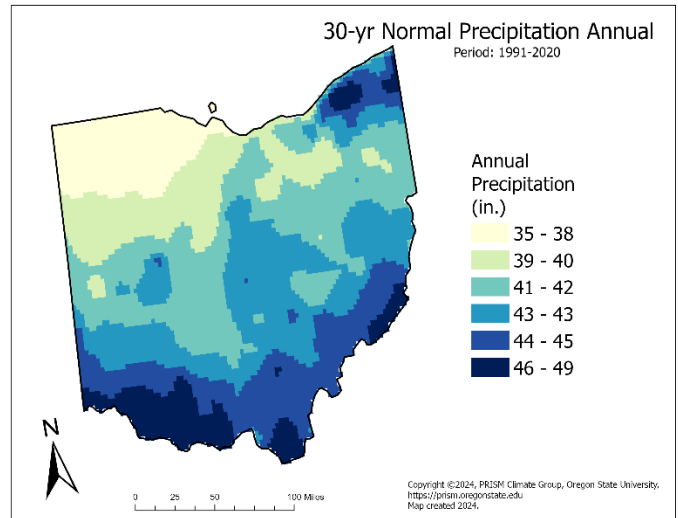 30-yr Normal Precipitation Annual
Period: 1991-2020
Annual
Precipitation
(in.)
35 - 38
39 - 40
41 - 42
43 - 43
44 - 45
46 - 49
N
0 25 50 100 Miles
Copyright ©2024, PRISM Climate Group, Oregon State University.
https://prism.oregonstate.edu
Map created 2024.